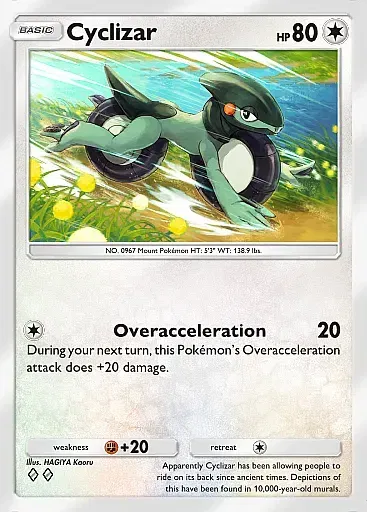 BASIC Cyclizar HP 80
NO. 0967 Mount Pokémon HT: 5'3" WT: 138.9 lbs.
Overacceleration 20
During your next turn, this Pokémon's Overacceleration
attack does +20 damage.
weakness +20 retreat
Illus. HAGIYA Kaoru
Apparently Cyclizar has been allowing people to
ride on its back since ancient times. Depictions of
this have been found in 10,000-year-old murals.